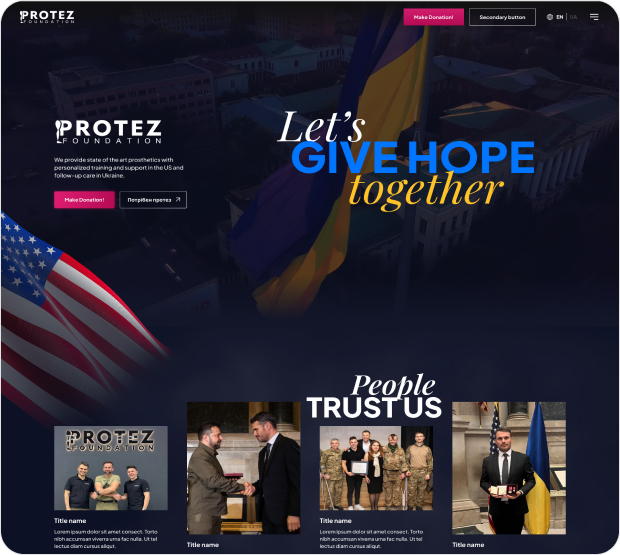 PROTEZ
FOUNDATION
Make Donation!
Secondary button
EN
UA
PROTEZ
FOUNDATION
We provide state of the art prosthetics with
personalized training and support in the US and
follow-up care in Ukraine.
Make Donation!
Потрібен протез
Let's
GIVE HOPE
together
People
TRUST US
PROTEZ
FOUNDATION
Title name
Lorem ipsum dolor sit amet consect. Torto
nibh accumsan viverra urna fac nulla. Ut tel
lectus diam cursus aliqut.
Title name
Title name
Lorem ipsum dolor sit amet consect. Torto
nibh accumsan viverra urna fac nulla. Ut tel
lectus diam cursus aliqut.
Title name